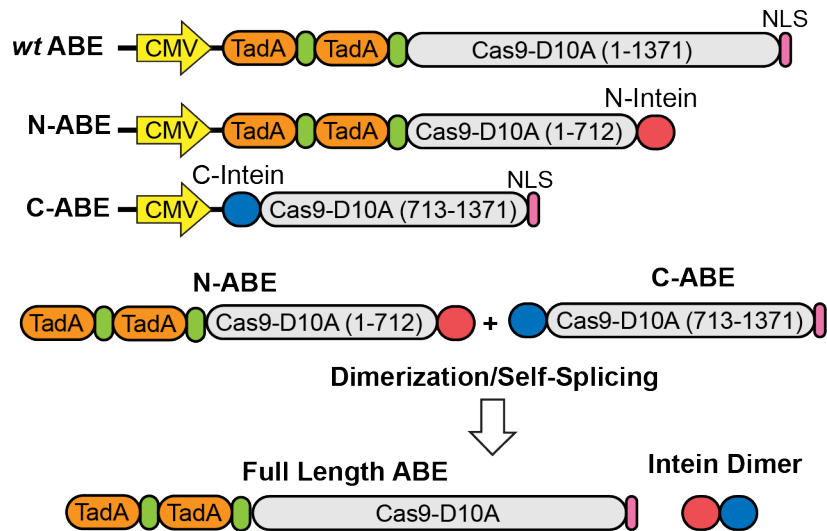 NLS
wt ABE CMV TadA TadA Cas9-D10A (1-1371)
N-Intein
N-ABE CMV TadA TadA Cas9-D10A (1-712)
C-Intein NLS
C-ABE CMV Cas9-D10A (713-1371)
N-ABE C-ABE
TadA TadA Cas9-D10A (1-712) + Cas9-D10A (713-1371)
Dimerization/Self-Splicing
Full Length ABE Intein Dimer
TadA TadA Cas9-D10A